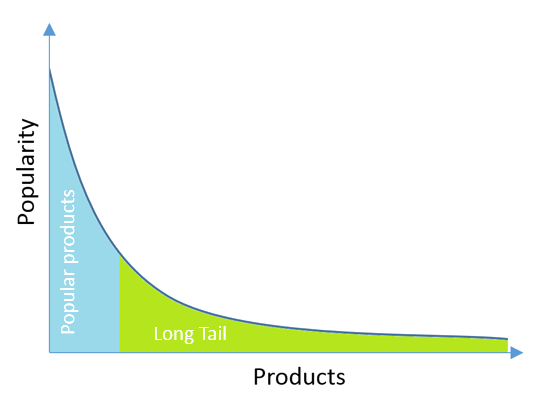 Popularity
Popular products
Long Tail
Products